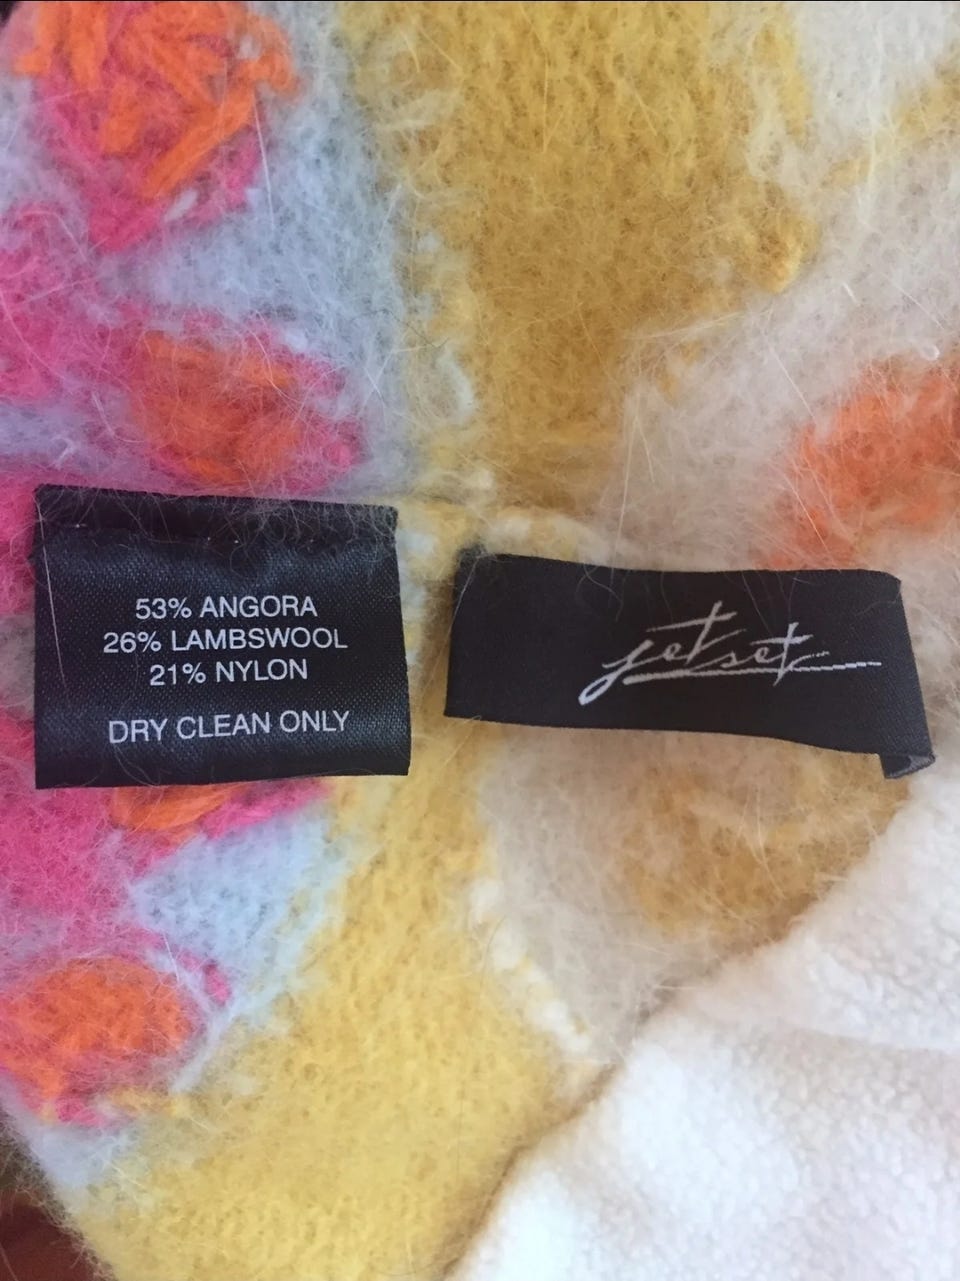 53% ANGORA
26% LAMBSWOOL
21% NYLON
DRY CLEAN ONLY
jet set